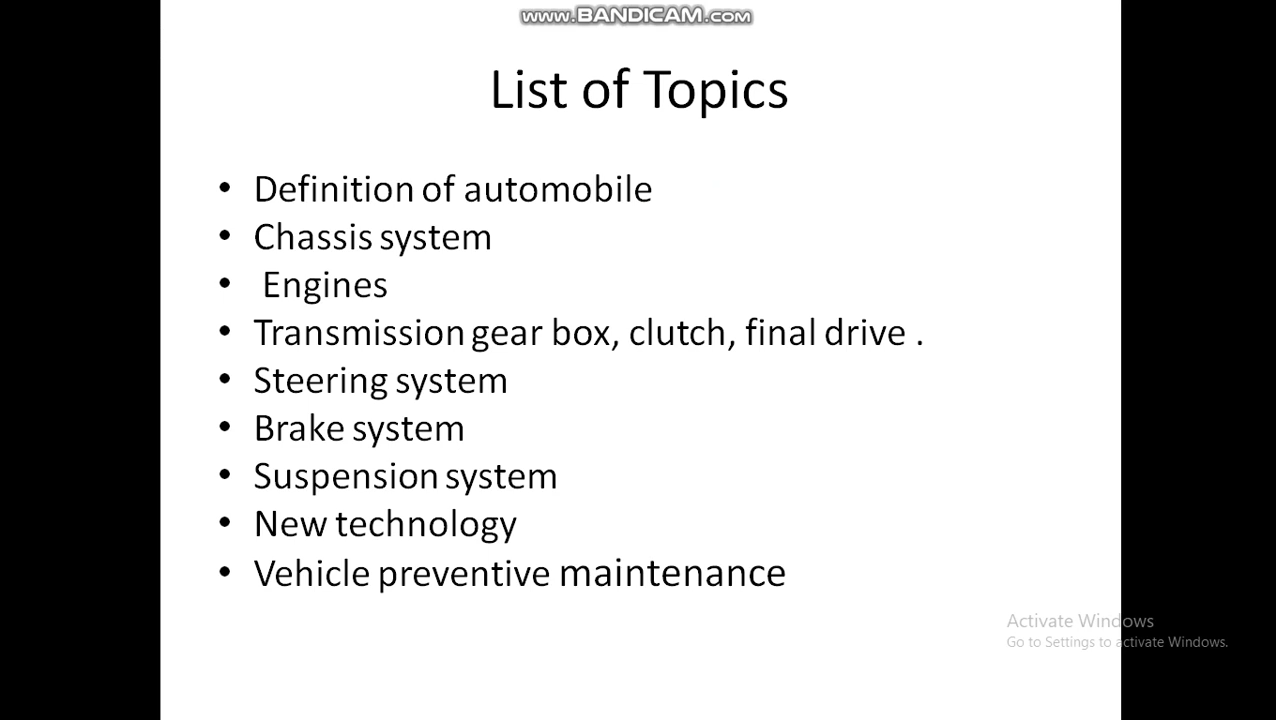 www.BANDICAM.com
List of Topics
• Definition of automobile
• Chassis system
• Engines
• Transmission gear box, clutch, final drive .
• Steering system
• Brake system
• Suspension system
• New technology
• Vehicle preventive maintenance
Activate Windows
Go to Settings to activate Windows.